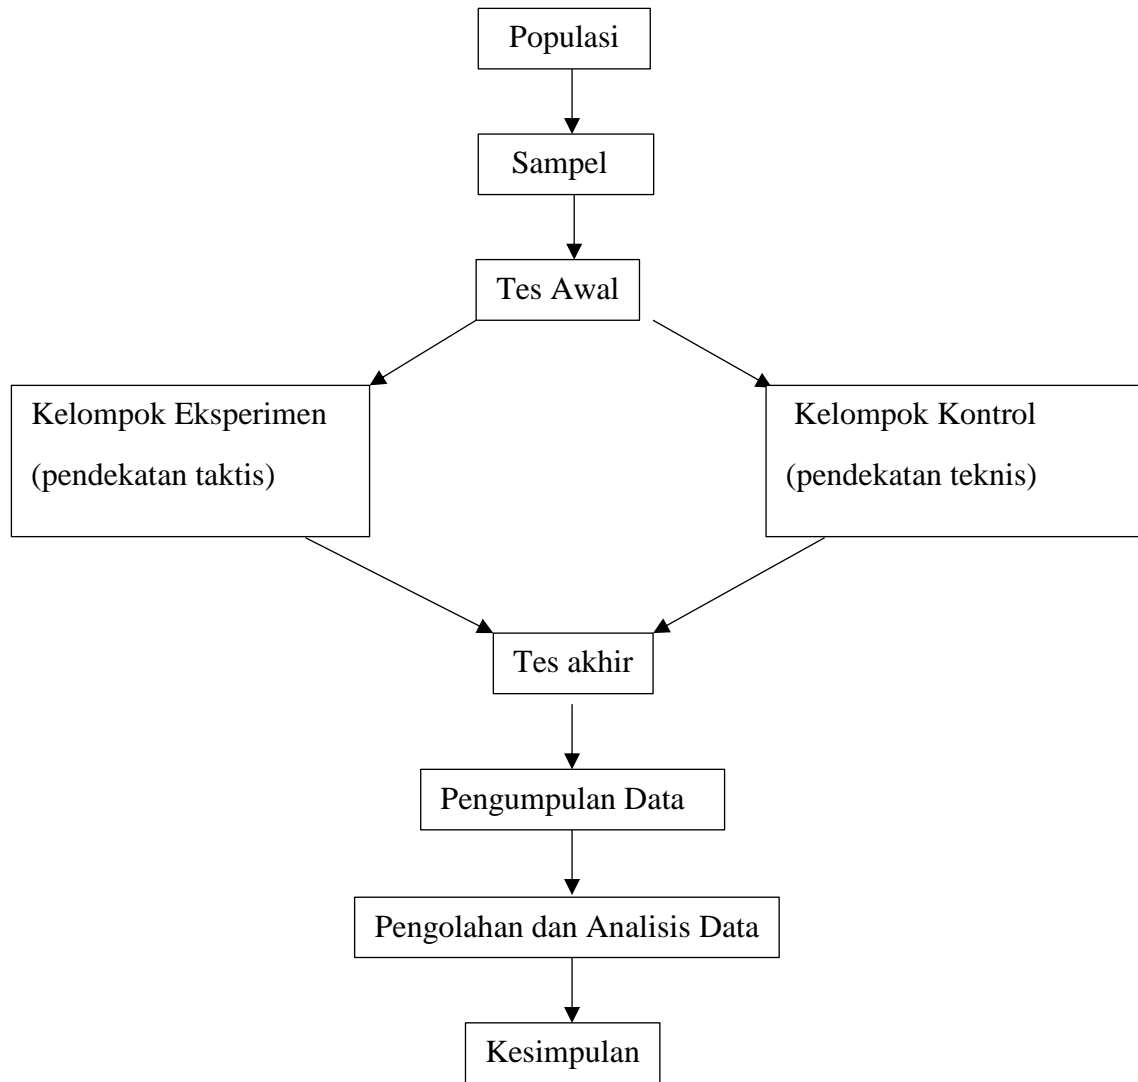 Populasi
Sampel
Tes Awal
Kelompok Eksperimen
(pendekatan taktis)
Kelompok Kontrol
(pendekatan teknis)
Tes akhir
Pengumpulan Data
Pengolahan dan Analisis Data
Kesimpulan